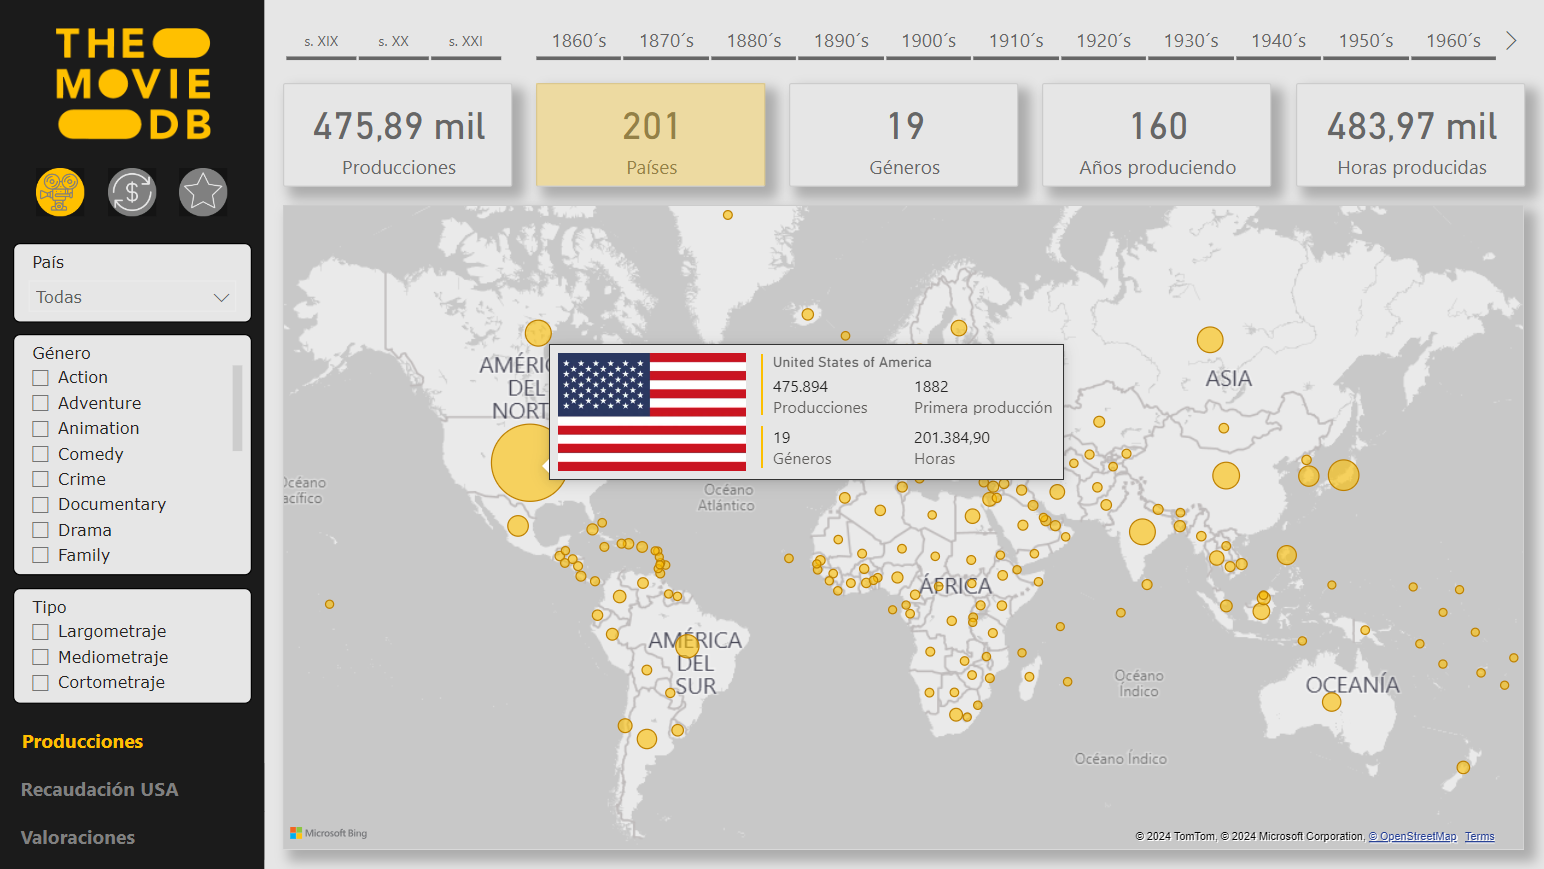 THE
MOVIE
DB
País
Todas
Género
Action
Adventure
Animation
Comedy
Crime
Documentary
Drama
Family
Tipo
Largometraje
Mediometraje
Cortometraje
Producciones
Recaudación USA
Valoraciones
s. XIX
s. XX
s. XXI
1860´s
1870´s
1880´s
1890´s
1900´s
1910´s
1920´s
1930´s
1940´s
1950´s
1960´s
475,89 mil
Producciones
201
Países
19
Géneros
160
Años produciendo
483,97 mil
Horas producidas
United States of America
475.894
Producciones
1882
Primera producción
19
Géneros
201.384,90
Horas
AMÉRIC
DEL
NORT
ASIA
Océano
Atlántico
Océano
acífico
ÁFRICA
AMÉRICA
DEL
SUR
Océano
Índico
OCEANÍA
Océano Índico
Microsoft Bing
© 2024 TomTom, © 2024 Microsoft Corporation, © OpenStreetMap Terms